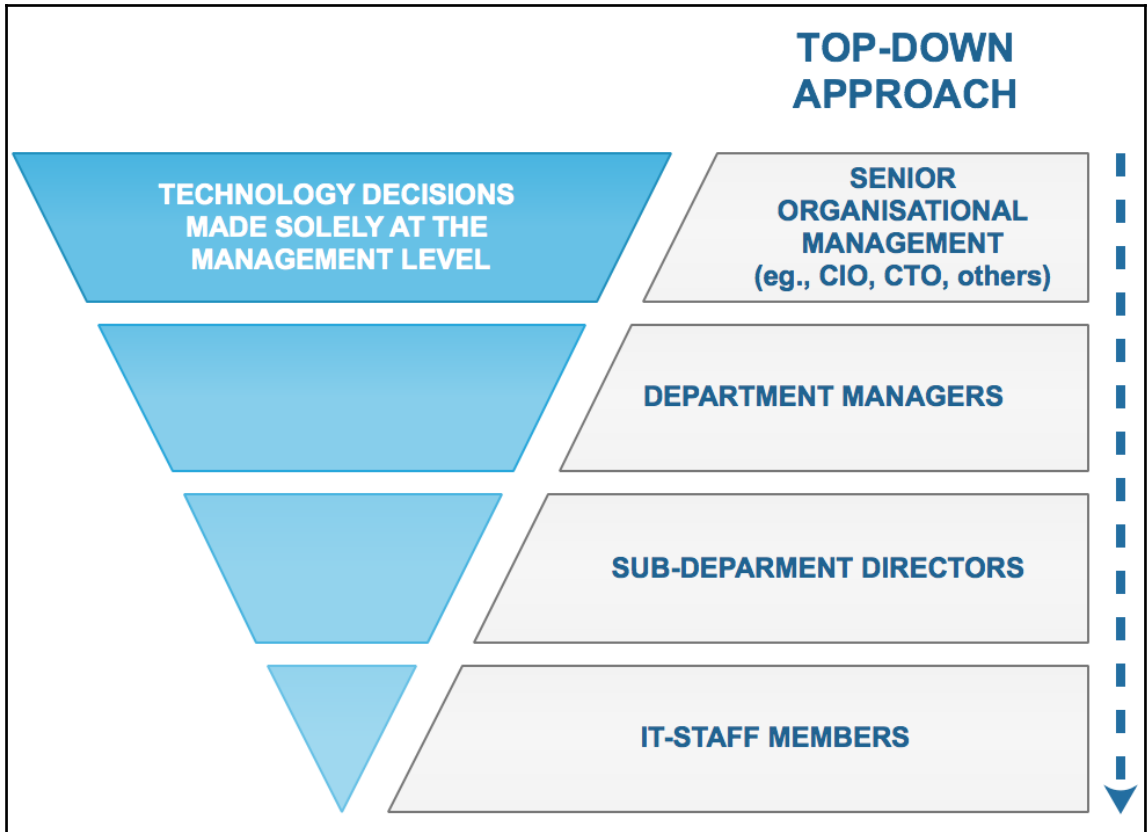 TOP-DOWN
APPROACH
TECHNOLOGY DECISIONS
MADE SOLELY AT THE
MANAGEMENT LEVEL
SENIOR
ORGANISATIONAL
MANAGEMENT
(eg., CIO, CTO, others)
DEPARTMENT MANAGERS
SUB-DEPARMENT DIRECTORS
IT-STAFF MEMBERS